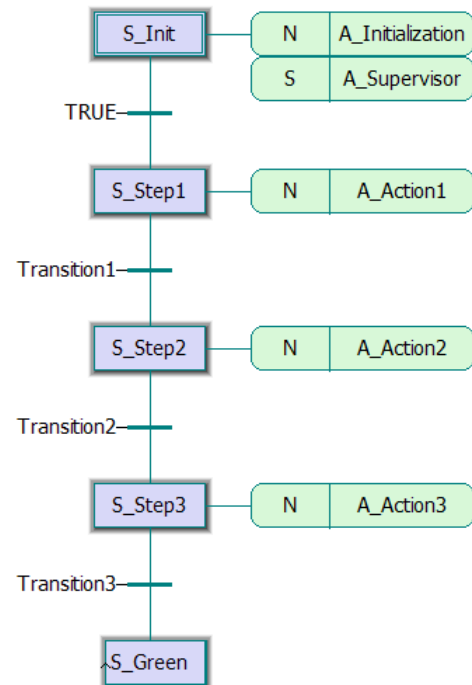 S_Init N A_Initialization
S A_Supervisor
TRUE
S_Step1 N A_Action1
Transition1
S_Step2 N A_Action2
Transition2
S_Step3 N A_Action3
Transition3
S_Green